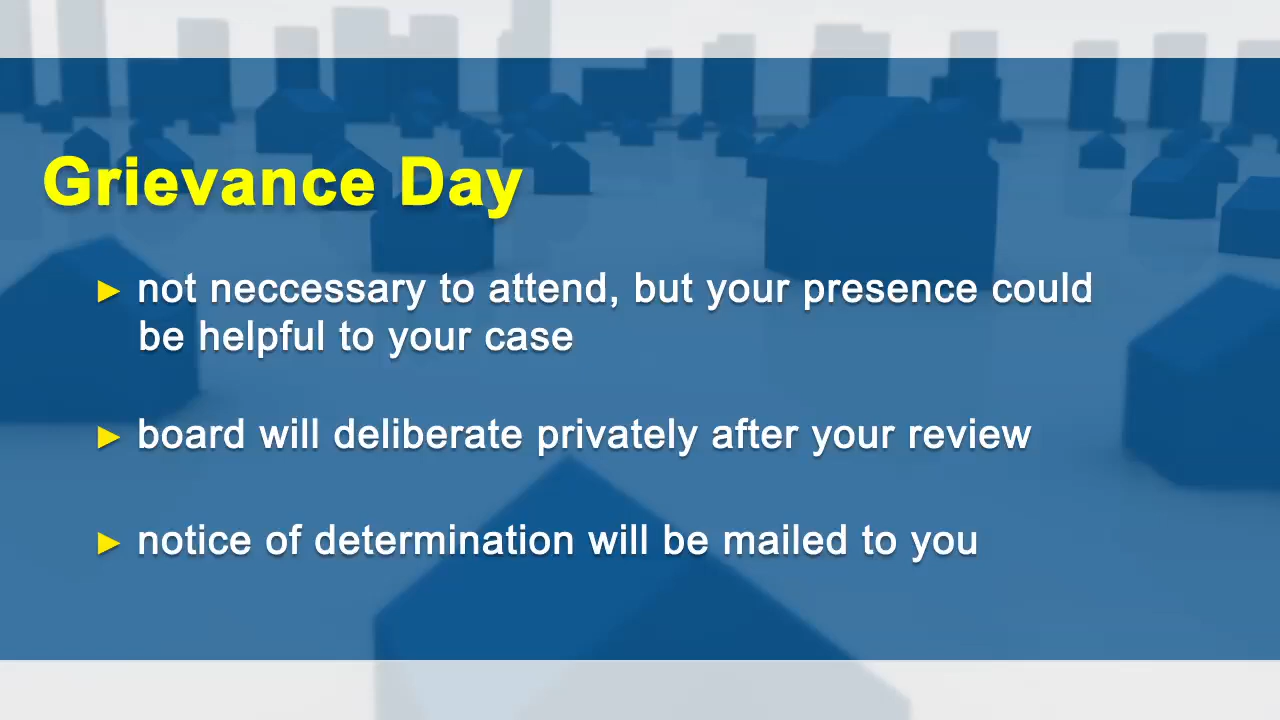 Grievance Day
► not neccessary to attend, but your presence could
be helpful to your case
► board will deliberate privately after your review
► notice of determination will be mailed to you